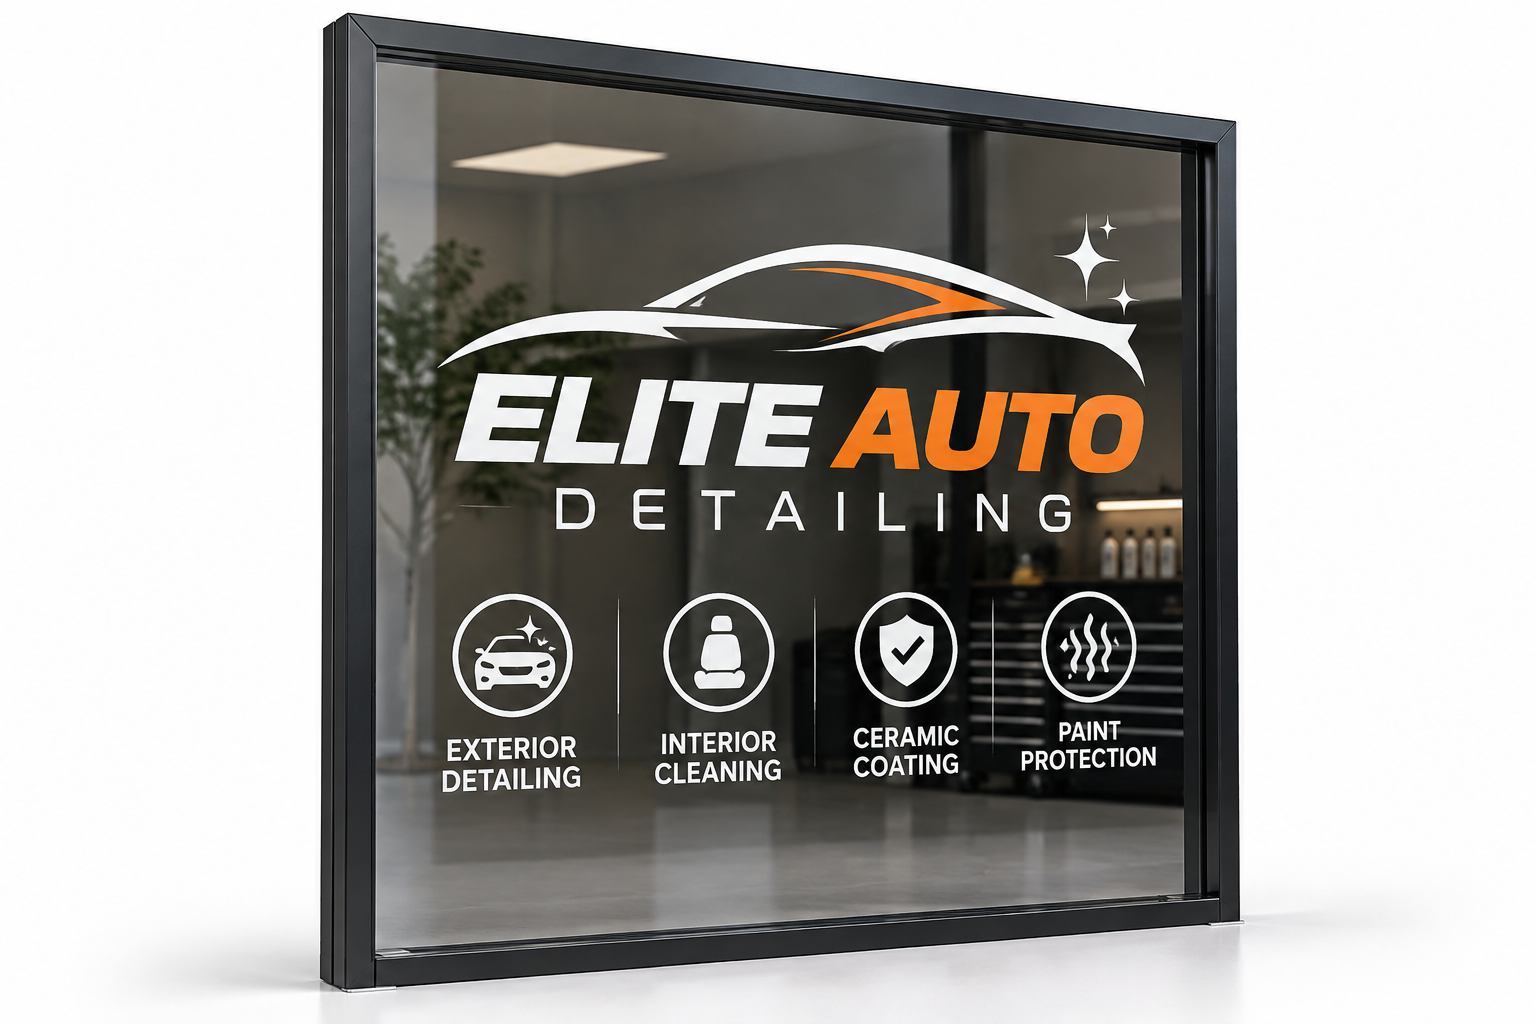 ELITE AUTO
DETAILING
EXTERIOR
DETAILING
INTERIOR
CLEANING
CERAMIC
COATING
PAINT
PROTECTION